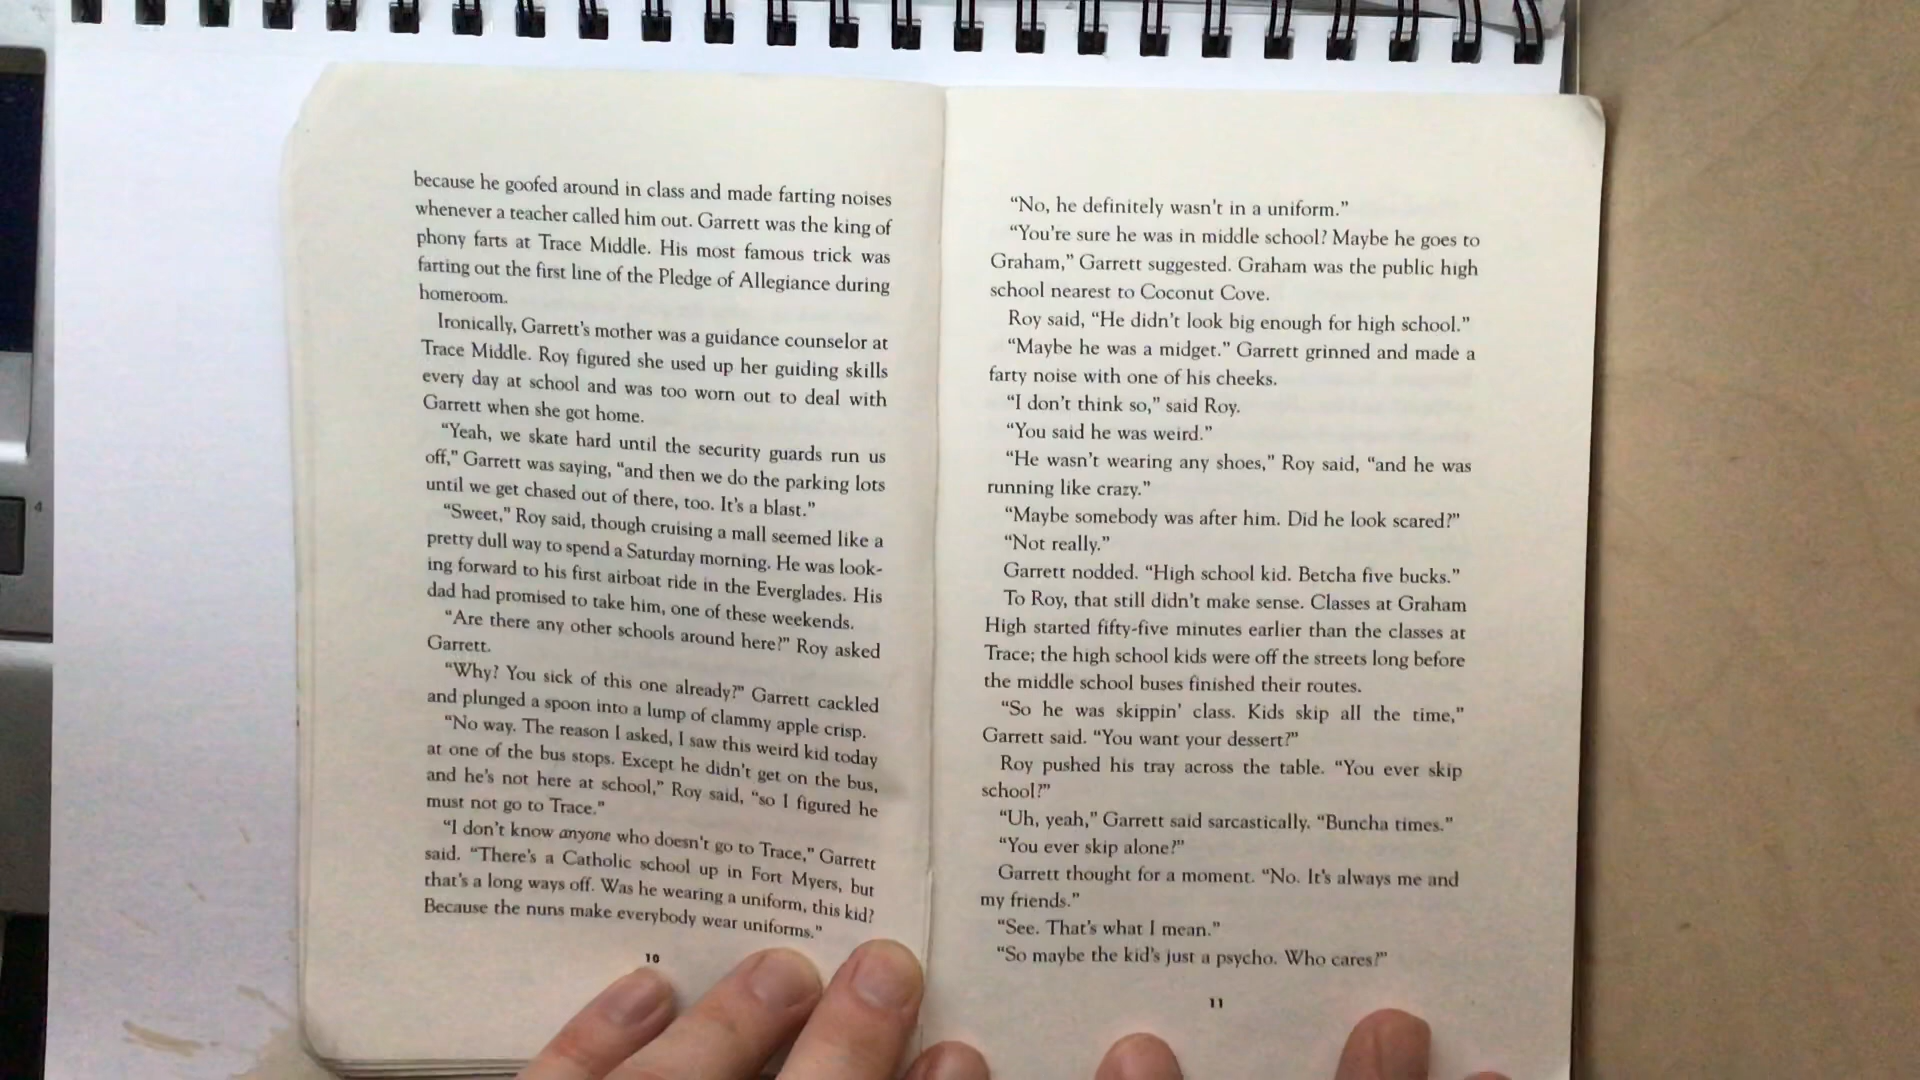 because he goofed around in class and made farting noises
whenever a teacher called him out. Garrett was the king of
phony farts at Trace Middle. His most famous trick was
farting out the first line of the Pledge of Allegiance during
homeroom.
Ironically, Garrett's mother was a guidance counselor at
Trace Middle. Roy figured she used up her guiding skills
every day at school and was too worn out to deal with
Garrett when she got home.
“Yeah, we skate hard until the security guards run us
off,” Garrett was saying, “and then we do the parking lots
until we get chased out of there, too. It's a blast.”
“Sweet,” Roy said, though cruising a mall seemed like a
pretty dull way to spend a Saturday morning. He was look-
ing forward to his first airboat ride in the Everglades. His
dad had promised to take him, one of these weekends.
“Are there any other schools around here?” Roy asked
Garrett.
“Why? You sick of this one already?” Garrett cackled
and plunged a spoon into a lump of clammy apple crisp.
“No way. The reason I asked, I saw this weird kid today
at one of the bus stops. Except he didn't get on the bus,
and he's not here at school,” Roy said, “so I figured he
must not go to Trace.”
“I don't know anyone who doesn't go to Trace,” Garrett
said. “There's a Catholic school up in Fort Myers, but
that's a long ways off. Was he wearing a uniform, this kid?
Because the nuns make everybody wear uniforms.”
10
“No, he definitely wasn't in a uniform.”
“You're sure he was in middle school? Maybe he goes to
Graham,” Garrett suggested. Graham was the public high
school nearest to Coconut Cove.
Roy said, “He didn't look big enough for high school.”
“Maybe he was a midget.” Garrett grinned and made a
farty noise with one of his cheeks.
“I don't think so,” said Roy.
“You said he was weird.”
“He wasn't wearing any shoes,” Roy said, “and he was
running like crazy.”
“Maybe somebody was after him. Did he look scared?”
“Not really.”
Garrett nodded. “High school kid. Betcha five bucks.”
To Roy, that still didn't make sense. Classes at Graham
High started fifty-five minutes earlier than the classes at
Trace; the high school kids were off the streets long before
the middle school buses finished their routes.
“So he was skippin' class. Kids skip all the time,”
Garrett said. “You want your dessert?”
Roy pushed his tray across the table. “You ever skip
school?”
“Uh, yeah,” Garrett said sarcastically. “Buncha times.”
“You ever skip alone?”
Garrett thought for a moment. “No. It's always me and
my friends.”
“See. That's what I mean.”
“So maybe the kid's just a psycho. Who cares?”
11
4